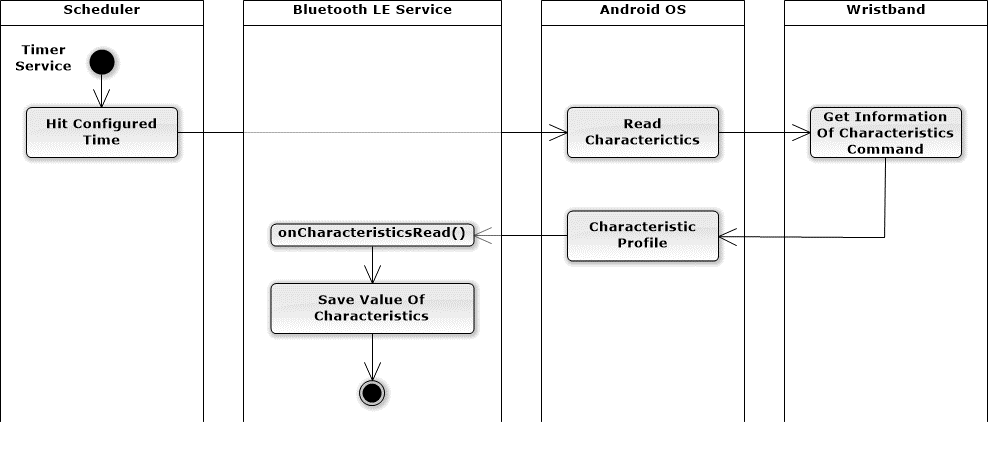 Scheduler
Bluetooth LE Service
Android OS
Wristband
Timer
Service
Hit Configured
Time
Read
Characterictics
Get Information
Of Characteristics
Command
onCharacteristicsRead()
Characteristic
Profile
Save Value Of
Characteristics